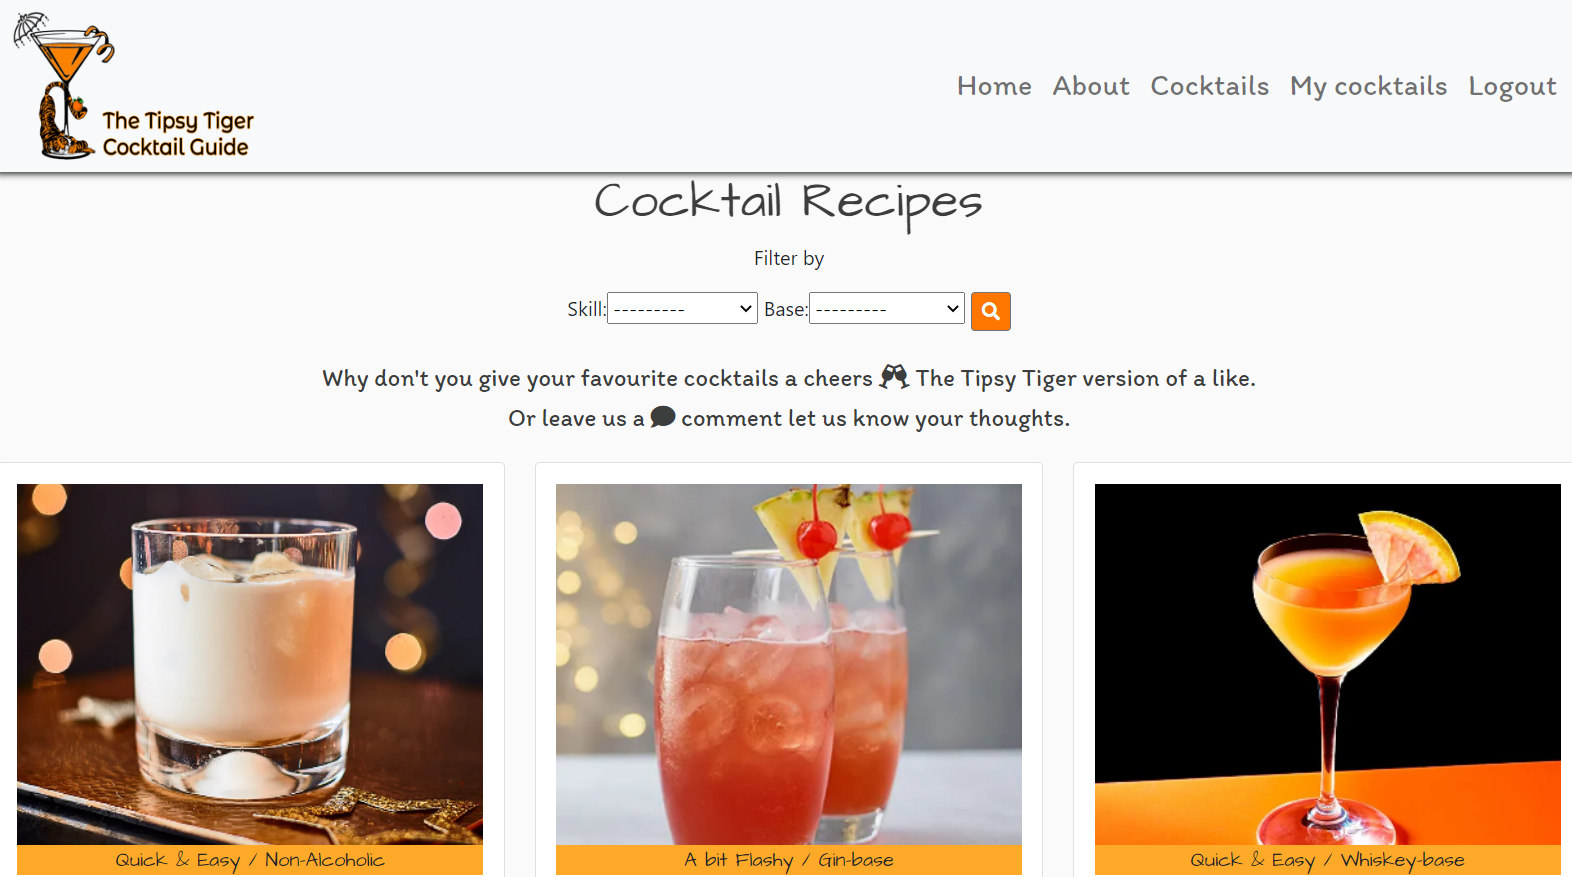 The Tipsy Tiger
Cocktail Guide
Home About Cocktails My cocktails Logout
Cocktail Recipes
Filter by
Skill: --------- Base: ---------
Why don't you give your favourite cocktails a cheers The Tipsy Tiger version of a like.
Or leave us a comment let us know your thoughts.
Quick & Easy / Non-Alcoholic
A bit Flashy / Gin-base
Quick & Easy / Whiskey-base